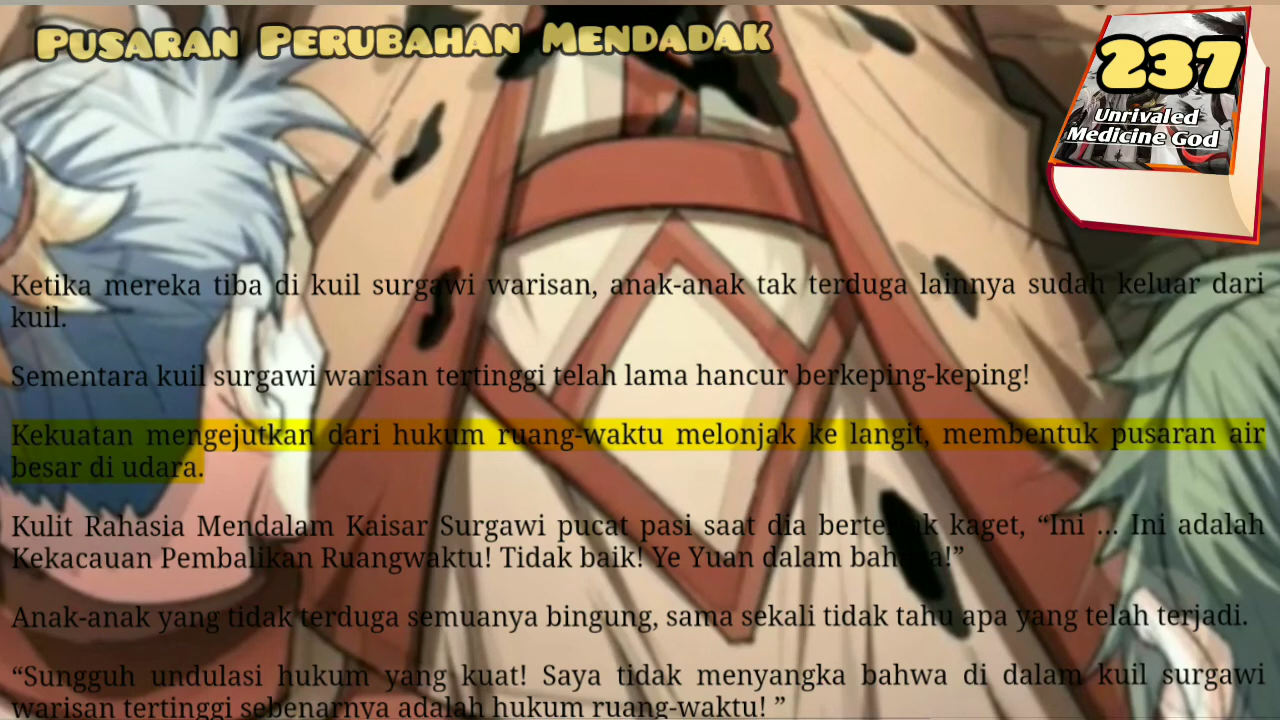 Pusaran Perubahan Mendadak
237
Unrivaled
Medicine God
Ketika mereka tiba di kuil surgawi warisan, anak-anak tak terduga lainnya sudah keluar dari
kuil.
Sementara kuil surgawi warisan tertinggi telah lama hancur berkeping-keping!
Kekuatan mengejutkan dari hukum ruang-waktu melonjak ke langit, membentuk pusaran air
besar di udara.
Kulit Rahasia Mendalam Kaisar Surgawi pucat pasi saat dia berteriak kaget, “Ini ... Ini adalah
Kekacauan Pembalikan Ruangwaktu! Tidak baik! Ye Yuan dalam bahaya!”
Anak-anak yang tidak terduga semuanya bingung, sama sekali tidak tahu apa yang telah terjadi.
“Sungguh undulasi hukum yang kuat! Saya tidak menyangka bahwa di dalam kuil surgawi
warisan tertinggi sebenarnya adalah hukum ruang-waktu! ”